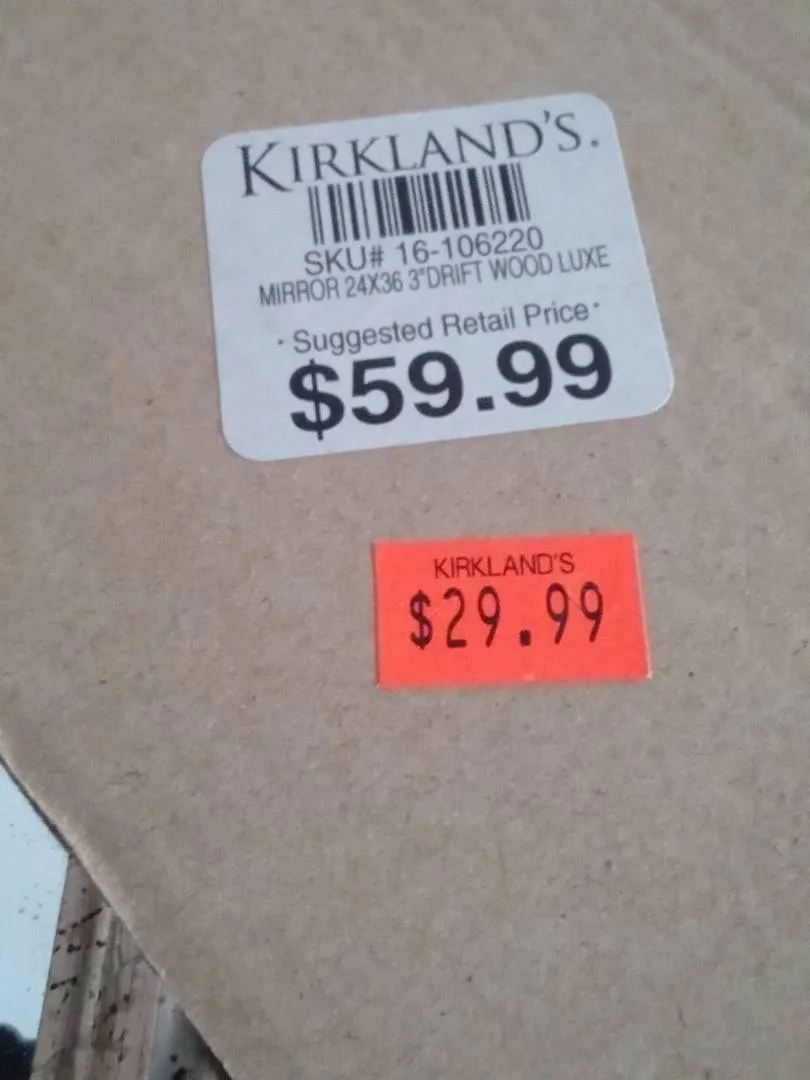 KIRKLAND'S.
SKU# 16-106220
MIRROR 24X36 3"DRIFT WOOD LUXE
· Suggested Retail Price ·
$59.99
KIRKLAND'S
$29.99